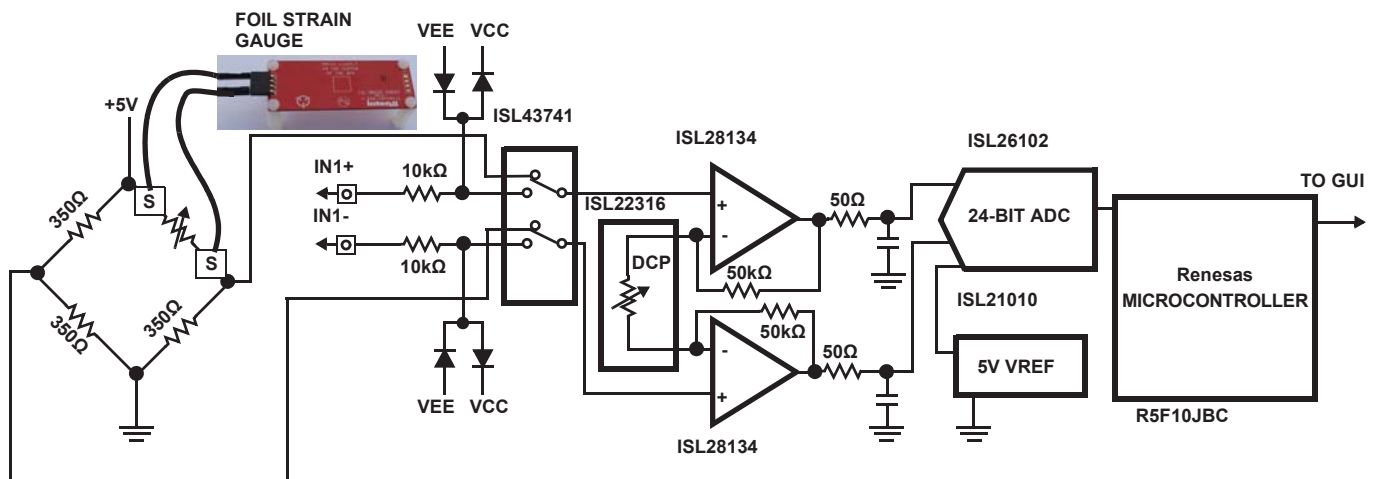 FOIL STRAIN
GAUGE
+5V
S
S
350Ω
350Ω
350Ω
VEE
VCC
IN1+
IN1-
10kΩ
10kΩ
VEE
VCC
ISL43741
ISL22316
DCP
ISL28134
+
-
50kΩ
50kΩ
-
+
ISL28134
50Ω
50Ω
ISL26102
24-BIT ADC
ISL21010
5V VREF
Renesas
MICROCONTROLLER
R5F10JBC
TO GUI